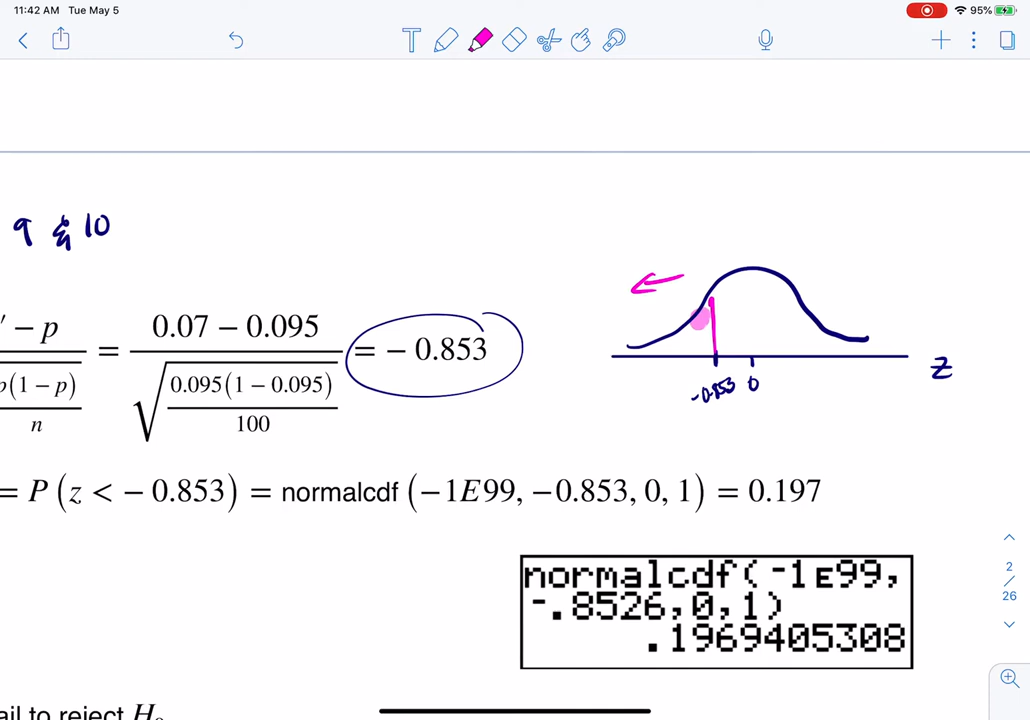 11:42 AM Tue May 5
95%
T
9 & 10
′ − p / p(1 − p) / n = 0.07 − 0.095 / √ 0.095(1 − 0.095) / 100 = − 0.853
-0.853 0
Z
= P (z < − 0.853) = normalcdf (−1E99, −0.853, 0, 1) = 0.197
normalcdf(-1E99,
-.8526,0,1)
.1969405308
2
/
26
ail to reject H₀